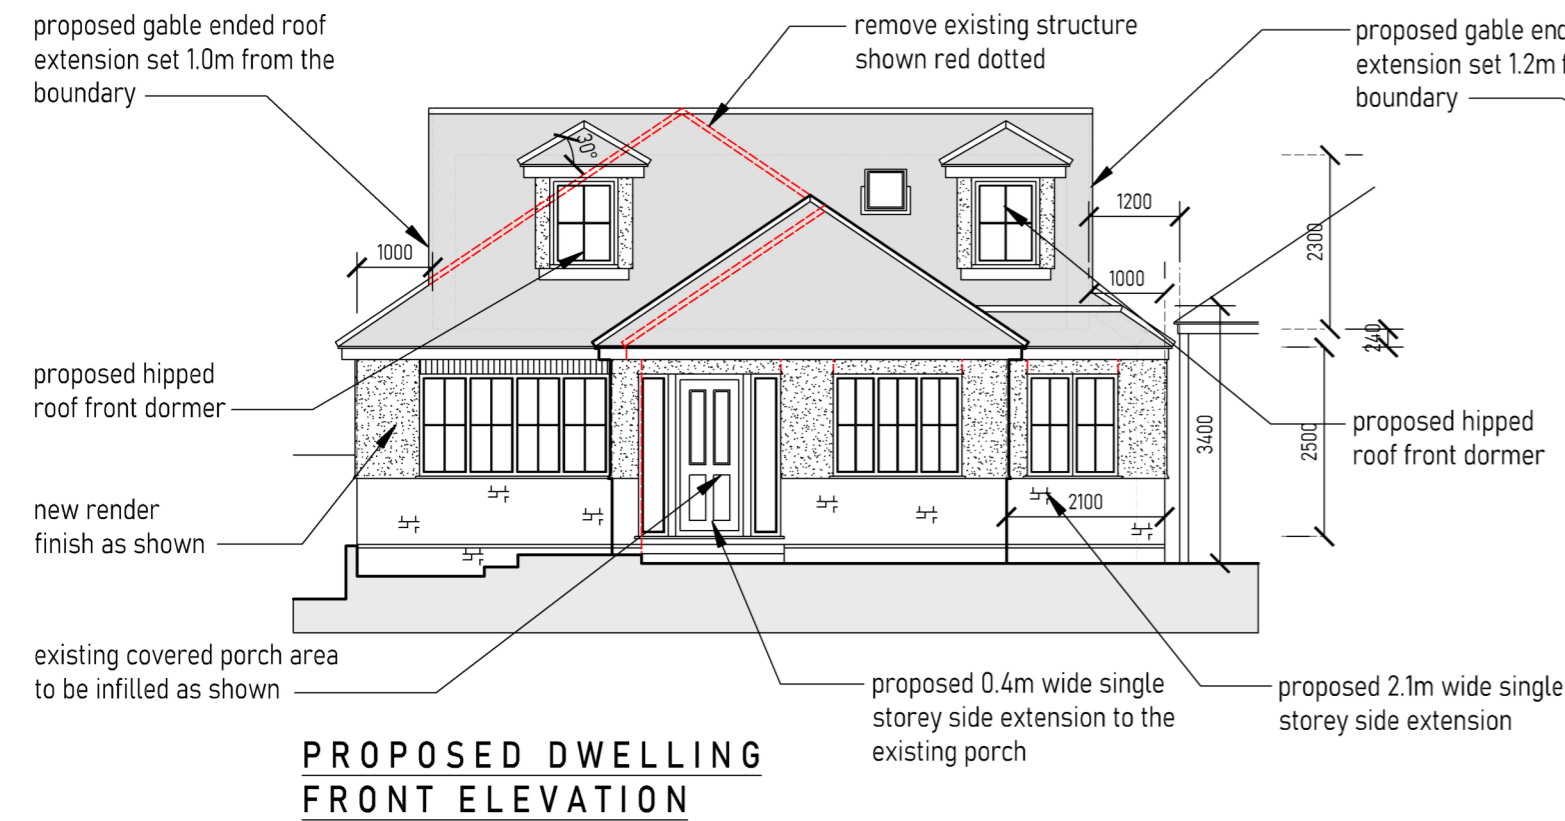 proposed gable ended roof
extension set 1.0m from the
boundary
remove existing structure
shown red dotted
proposed gable
extension set 1.2m
boundary
30°
1000
1200
1000
2300
240
3400
2500
2100
proposed hipped
roof front dormer
new render
finish as shown
existing covered porch area
to be infilled as shown
proposed hipped
roof front dormer
proposed 0.4m wide single
storey side extension to the
existing porch
proposed 2.1m wide single
storey side extension
PROPOSED DWELLING
FRONT ELEVATION